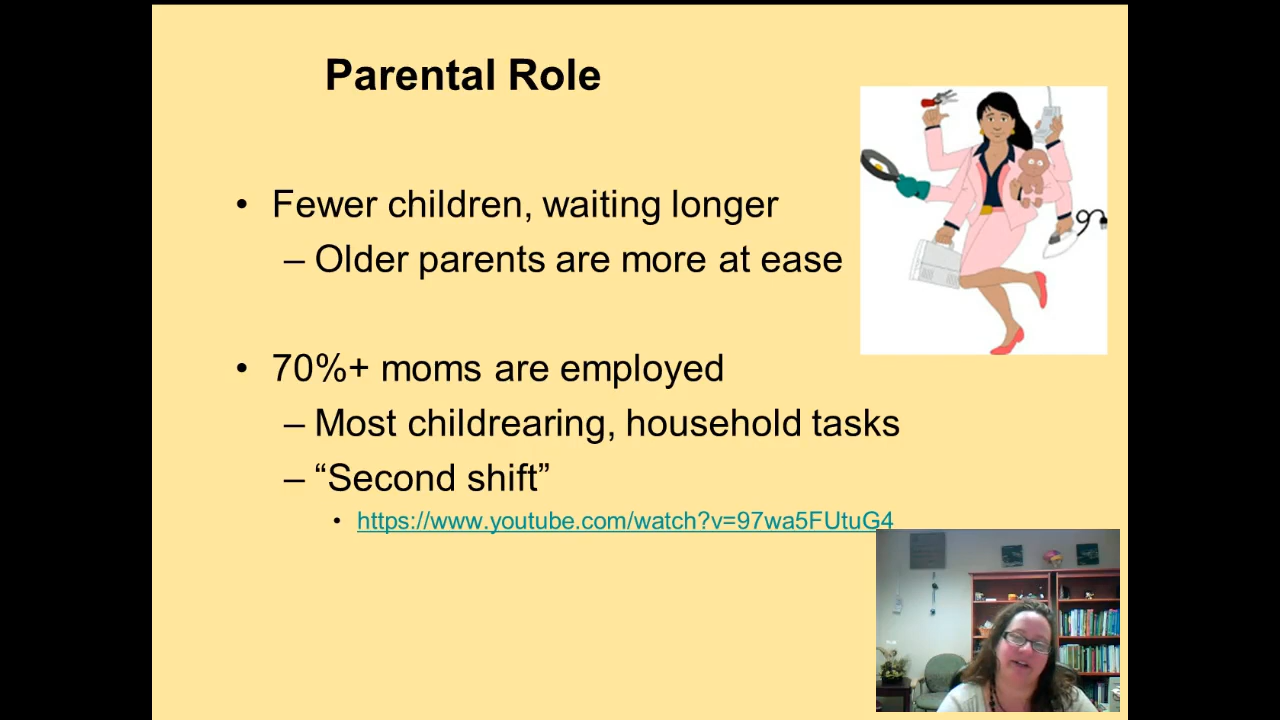 Parental Role
• Fewer children, waiting longer
– Older parents are more at ease
• 70%+ moms are employed
– Most childrearing, household tasks
– “Second shift”
• https://www.youtube.com/watch?v=97wa5FUtuG4